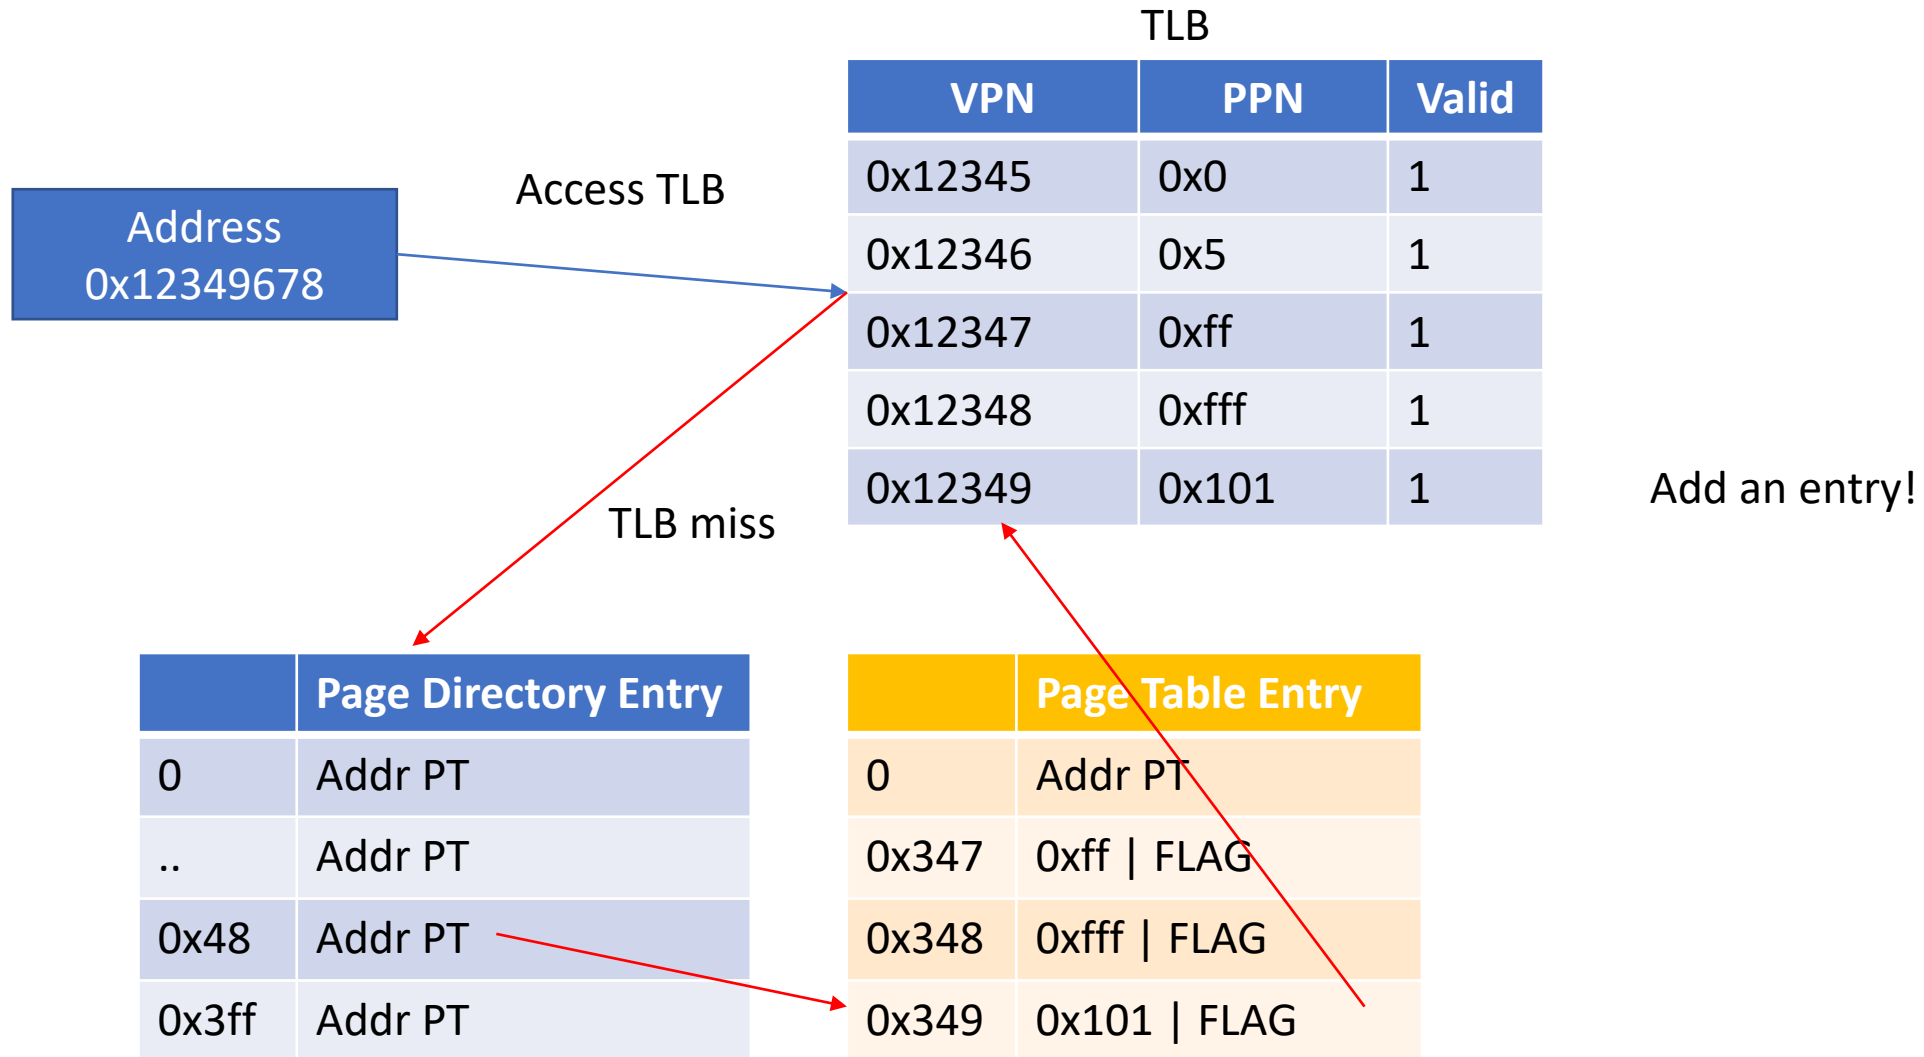 TLB
VPN PPN Valid
0x12345 0x0 1
0x12346 0x5 1
0x12347 0xff 1
0x12348 0xfff 1
0x12349 0x101 1
Address
0x12349678
Access TLB
Add an entry!
TLB miss
Page Directory Entry
0 Addr PT
.. Addr PT
0x48 Addr PT
0x3ff Addr PT
Page Table Entry
0 Addr PT
0x347 0xff | FLAG
0x348 0xfff | FLAG
0x349 0x101 | FLAG